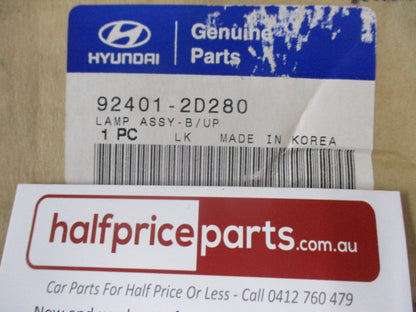 HYUNDAI
Genuine
Parts
92401-2D280
LAMP ASSY-B/UP
1 PC LK MADE IN KOREA
halfpriceparts.com.au
Car Parts For Half Price Or Less - Call 0412 760 479